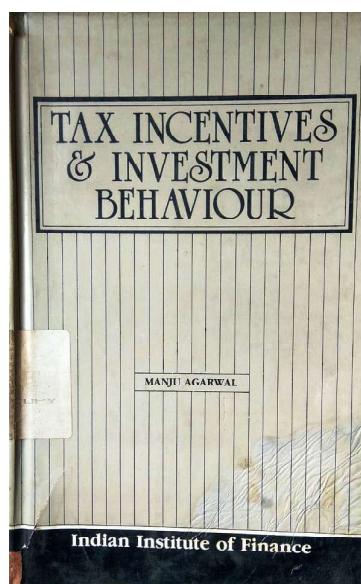 TAX INCENTIVES
& INVESTMENT
BEHAVIOUR
MANJU AGARWAL
Indian Institute of Finance